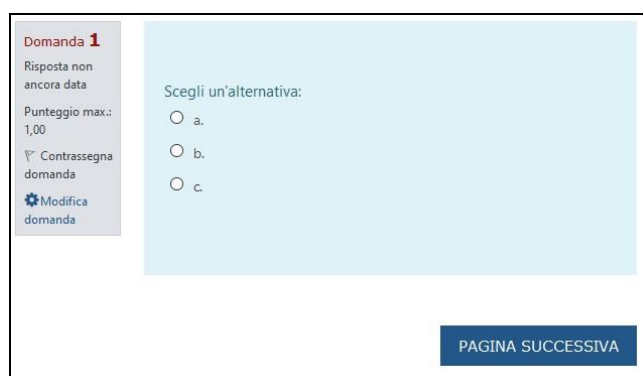 Domanda 1
Risposta non
ancora data
Punteggio max.:
1,00
Contrassegna
domanda
Modifica
domanda
Scegli un'alternativa:
a.
b.
c.
PAGINA SUCCESSIVA